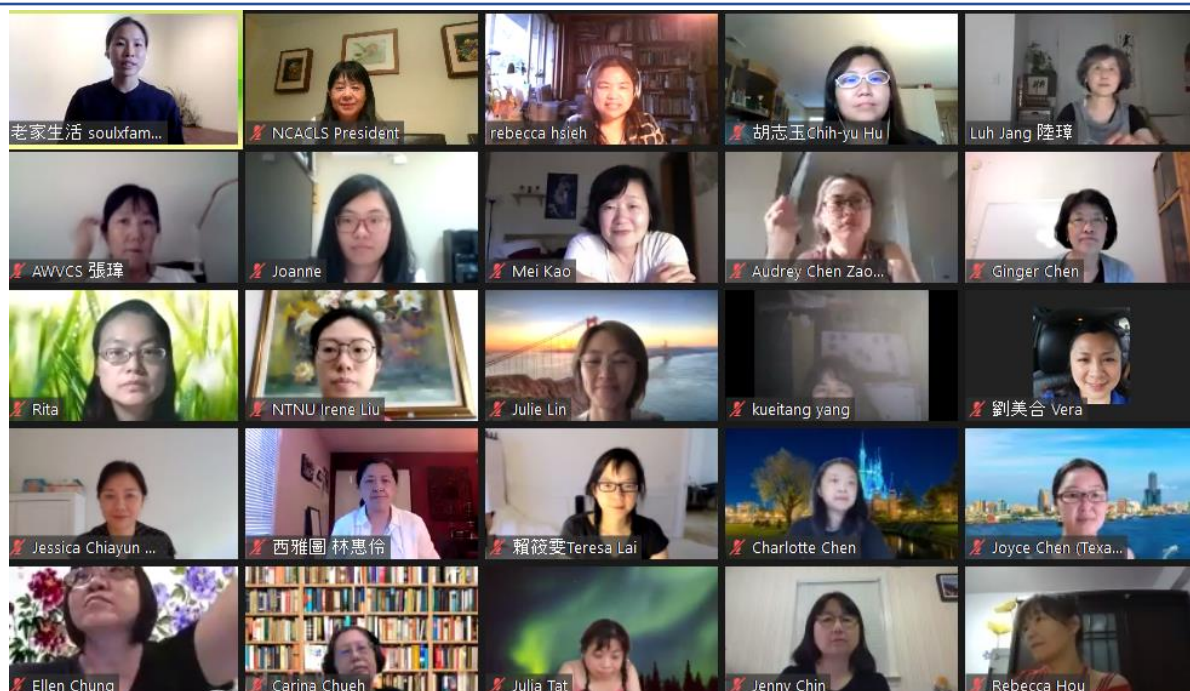 老家生活 soulxfam...
NCACLS President
rebecca hsieh
胡志玉Chih-yu Hu
Luh Jang 陸璋
AWVCS 張瑋
Joanne
Mei Kao
Audrey Chen Zao...
Ginger Chen
Rita
NTNU Irene Liu
Julie Lin
kueitang yang
劉美合 Vera
Jessica Chiayun ...
西雅圖 林惠伶
賴筱雯Teresa Lai
Charlotte Chen
Joyce Chen (Texa...
Ellen Chung
Carina Chueh
Julia Tat
Jenny Chin
Rebecca Hou